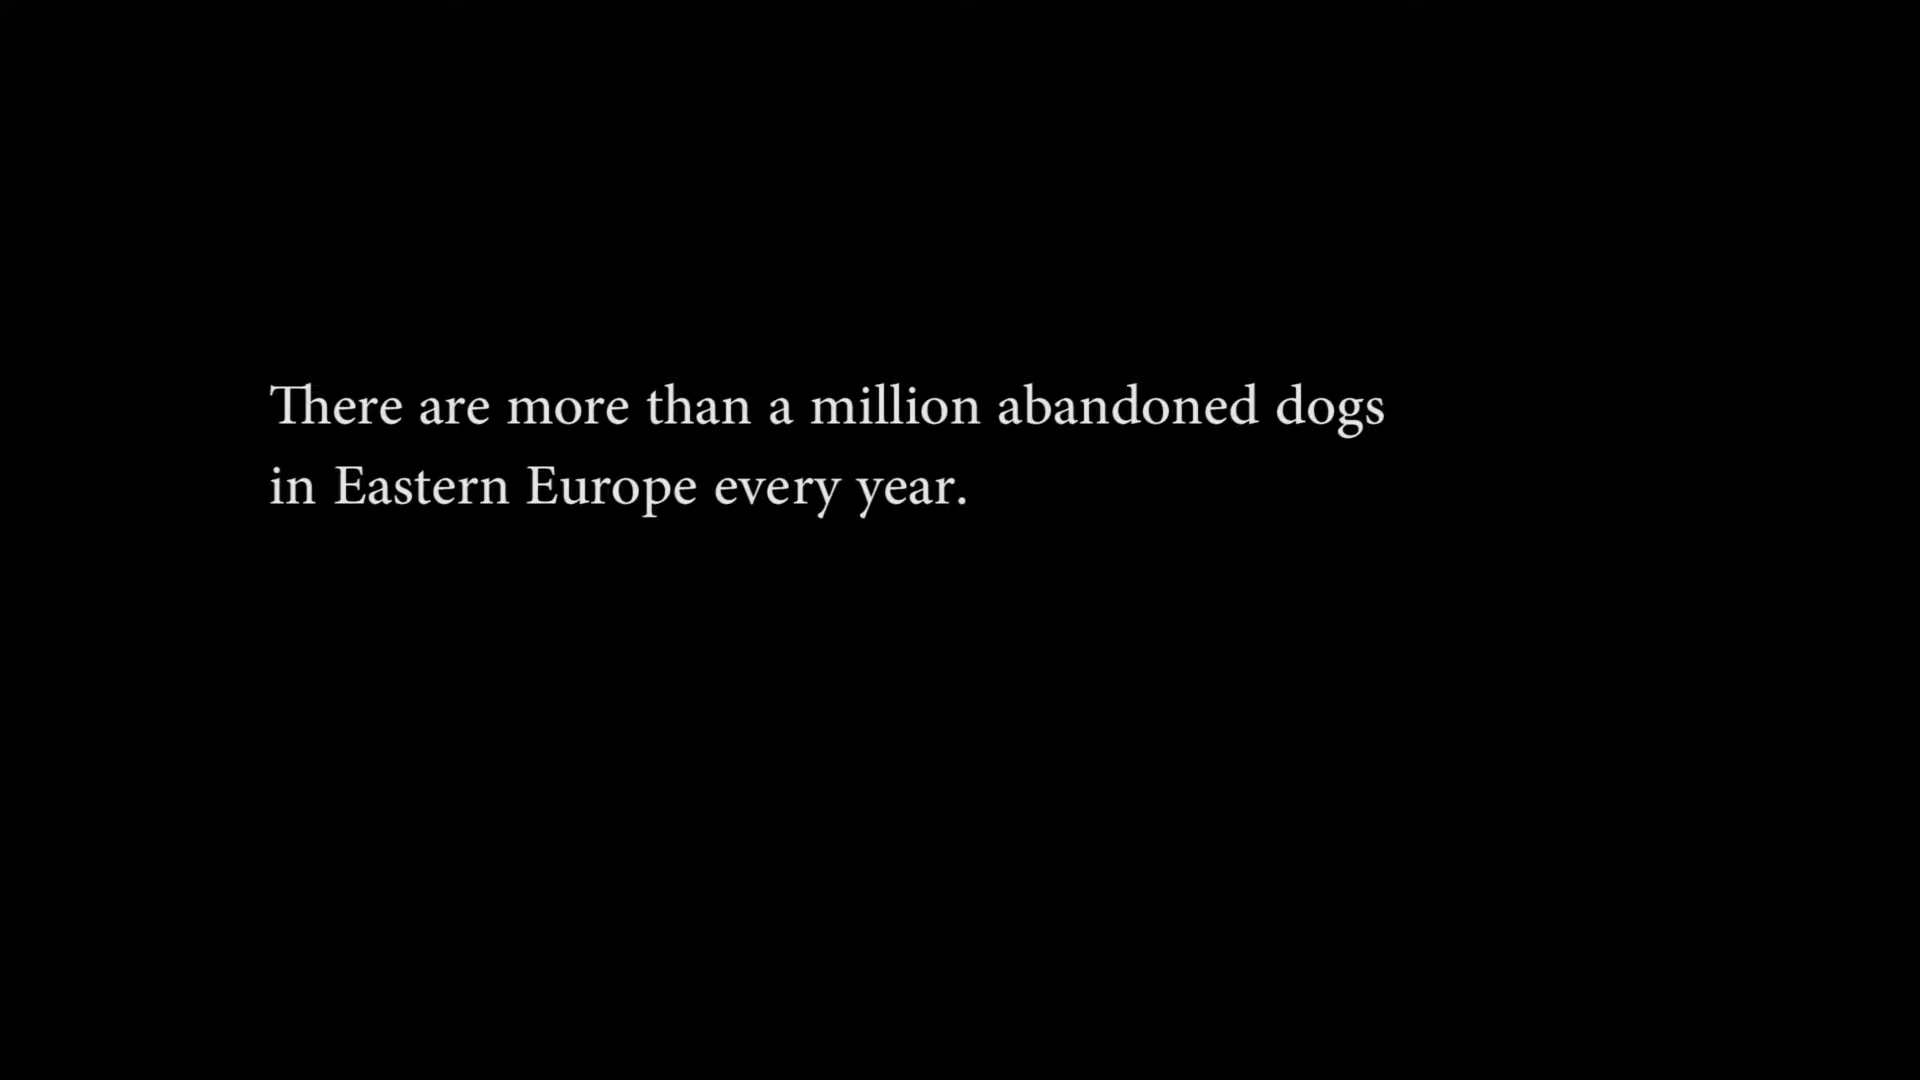 There are more than a million abandoned dogs
in Eastern Europe every year.